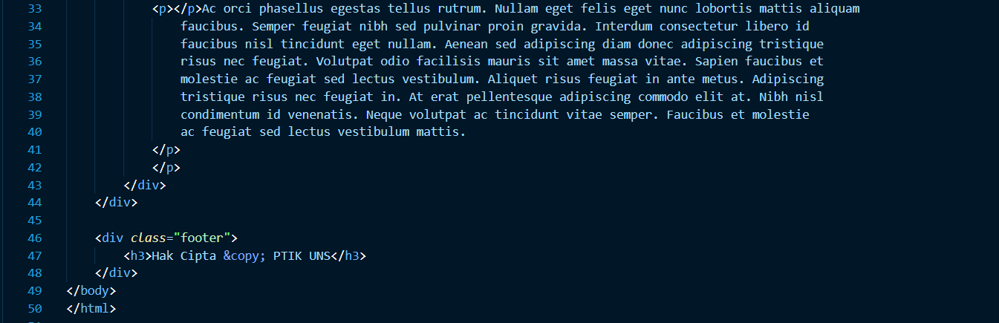 33 <p></p>Ac orci phasellus egestas tellus rutrum. Nullam eget felis eget nunc lobortis mattis aliquam
34 faucibus. Semper feugiat nibh sed pulvinar proin gravida. Interdum consectetur libero id
35 faucibus nisl tincidunt eget nullam. Aenean sed adipiscing diam donec adipiscing tristique
36 risus nec feugiat. Volutpat odio facilisis mauris sit amet massa vitae. Sapien faucibus et
37 molestie ac feugiat sed lectus vestibulum. Aliquet risus feugiat in ante metus. Adipiscing
38 tristique risus nec feugiat in. At erat pellentesque adipiscing commodo elit at. Nibh nisl
39 condimentum id venenatis. Neque volutpat ac tincidunt vitae semper. Faucibus et molestie
40 ac feugiat sed lectus vestibulum mattis.
41 </p>
42 </p>
43 </div>
44 </div>
45
46 <div class="footer">
47 <h3>Hak Cipta &copy; PTIK UNS</h3>
48 </div>
49 </body>
50 </html>